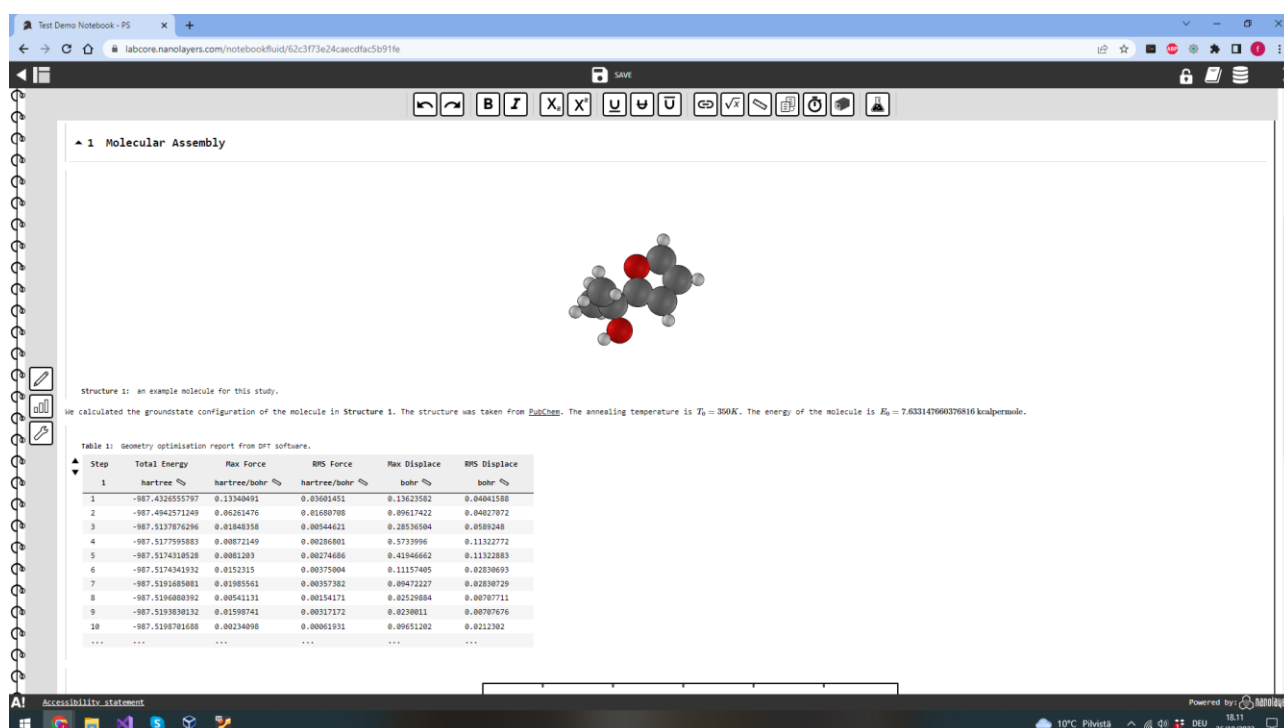 Test Demo Notebook - PS
labcore.nanolayers.com/notebookfluid/62c3f73e24caecdfac5b91fe
SAVE
B I X₂ X² U U U √x
1 Molecular Assembly
Structure 1: an example molecule for this study.
We calculated the groundstate configuration of the molecule in Structure 1. The structure was taken from PubChem. The annealing temperature is T₀ = 350K. The energy of the molecule is E₀ = 7.633147660376816 kcalpermole.
Table 1: Geometry optimisation report from DFT software.
Step Total Energy Max Force RMS Force Max Displace RMS Displace
1 hartree hartree/bohr hartree/bohr bohr bohr
1 -987.4326555797 0.13340491 0.03601451 0.13623582 0.04041588
2 -987.4942571249 0.06261476 0.01680708 0.09617422 0.04027072
3 -987.5137876296 0.01848358 0.00544621 0.28536504 0.0589248
4 -987.5177595883 0.00872149 0.00286801 0.5733996 0.11322772
5 -987.5174310528 0.0081203 0.00274686 0.41946662 0.11322883
6 -987.5174341932 0.0152315 0.00375004 0.11157405 0.02830693
7 -987.5191685081 0.01985561 0.00357382 0.09472227 0.02830729
8 -987.5196080392 0.00541131 0.00154171 0.02529884 0.00707711
9 -987.5193830132 0.01598741 0.00317172 0.0230011 0.00707676
10 -987.5198701688 0.00234098 0.00061931 0.09651202 0.0212302
... ... ... ... ... ...
A! Accessibility statement
Powered by: nanolaye
10°C Pilvistä DEU 18.11